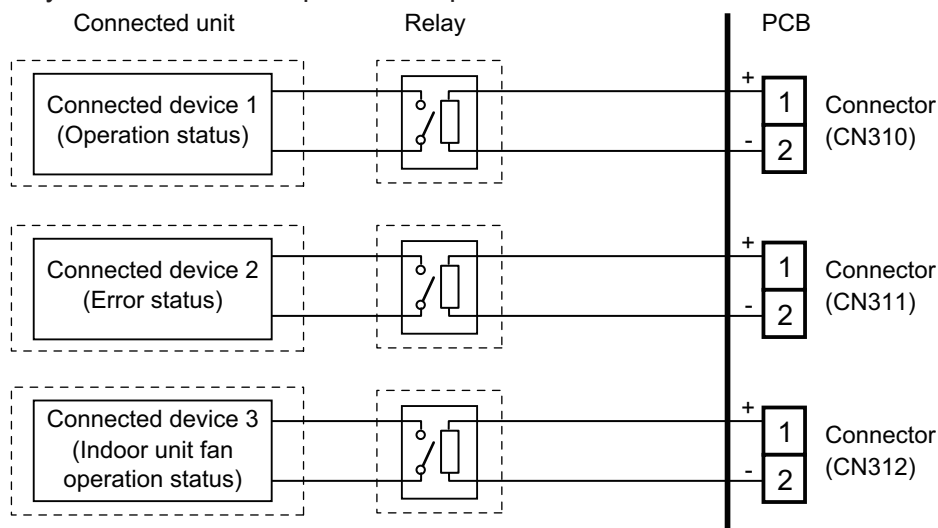 Connected unit
Relay
PCB
Connected device 1
(Operation status)
+
-
1
2
Connector
(CN310)
Connected device 2
(Error status)
+
-
1
2
Connector
(CN311)
Connected device 3
(Indoor unit fan
operation status)
+
-
1
2
Connector
(CN312)